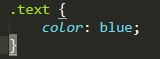 .text {
    color: blue;
}